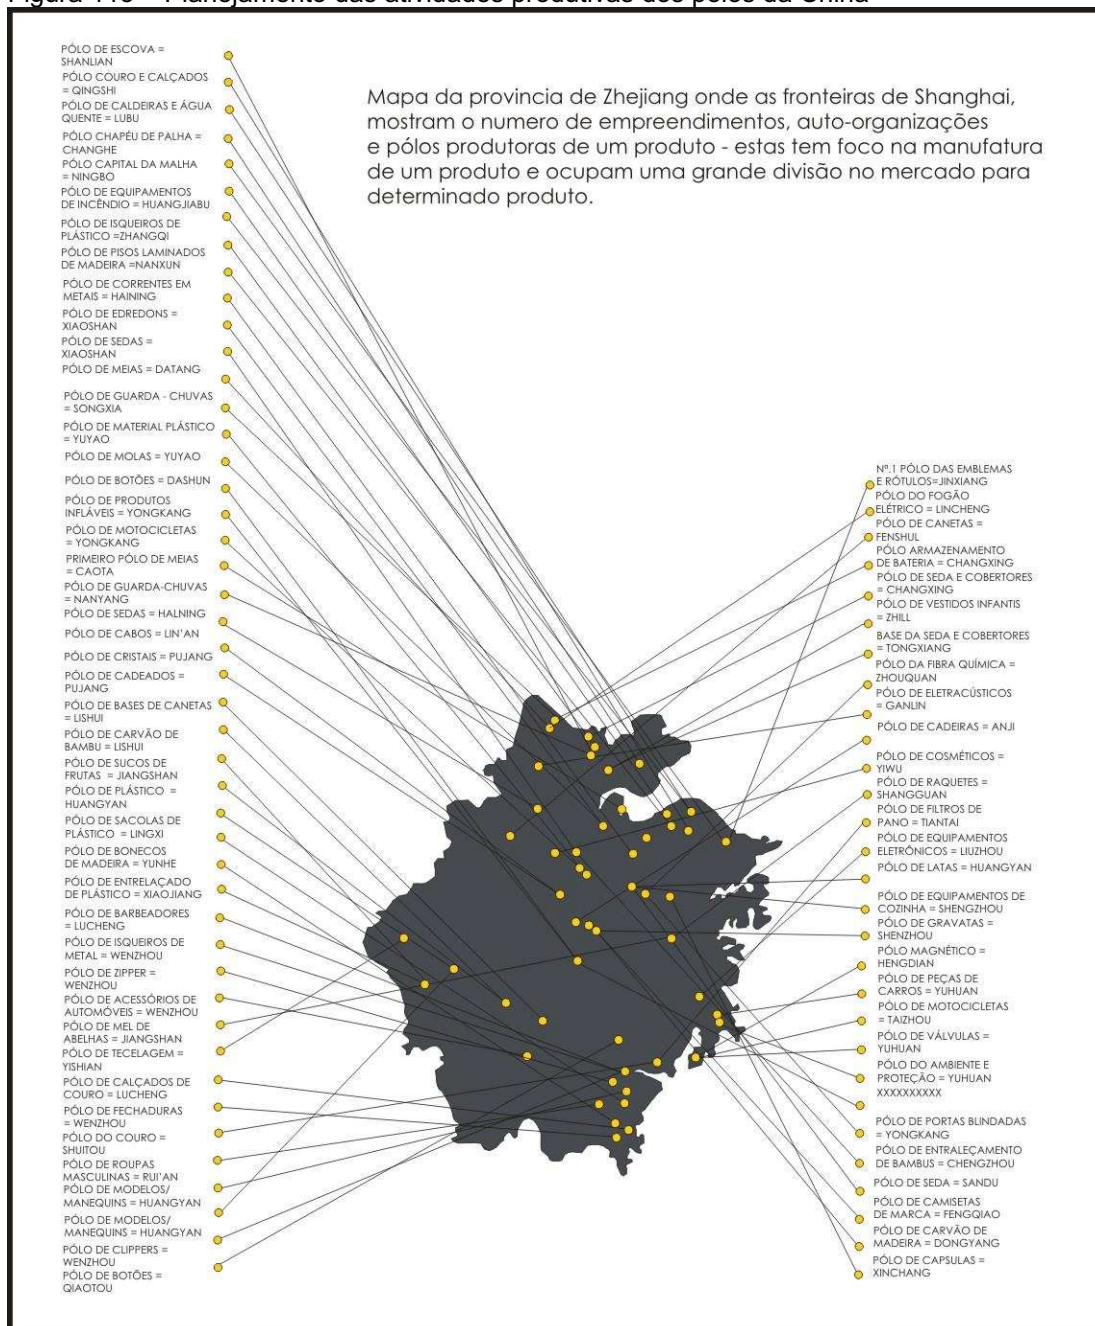 Figura 110 – Planejamento das atividades produtivas dos pólos da China
Mapa da provincia de Zhejiang onde as fronteiras de Shanghai,
mostram o numero de empreendimentos, auto-organizações
e pólos produtoras de um produto - estas tem foco na manufatura
de um produto e ocupam uma grande divisão no mercado para
determinado produto.
PÓLO DE ESCOVA =
SHANLIAN
PÓLO COURO E CALÇADOS
= QINGSHI
PÓLO DE CALDEIRAS E ÁGUA
QUENTE = LUBU
PÓLO CHAPÉU DE PALHA =
CHANGHE
PÓLO CAPITAL DA MALHA
= NINGBO
PÓLO DE EQUIPAMENTOS
DE INCÊNDIO = HUANGJIABU
PÓLO DE ISQUEIROS DE
PLÁSTICO =ZHANGQI
PÓLO DE PISOS LAMINADOS
DE MADEIRA =NANXUN
PÓLO DE CORRENTES EM
METAIS = HAINING
PÓLO DE EDREDONS =
XIAOSHAN
PÓLO DE SEDAS =
XIAOSHAN
PÓLO DE MEIAS = DATANG
PÓLO DE GUARDA - CHUVAS
= SONGXIA
PÓLO DE MATERIAL PLÁSTICO
= YUYAO
PÓLO DE MOLAS = YUYAO
PÓLO DE BOTÕES = DASHUN
PÓLO DE PRODUTOS
INFLÁVEIS = YONGKANG
PÓLO DE MOTOCICLETAS
= YONGKANG
PRIMEIRO PÓLO DE MEIAS
= CAOTA
PÓLO DE GUARDA-CHUVAS
= NANYANG
PÓLO DE SEDAS = HALNING
PÓLO DE CABOS = LIN'AN
PÓLO DE CRISTAIS = PUJANG
PÓLO DE CADEADOS =
PUJANG
PÓLO DE BASES DE CANETAS
= LISHUI
PÓLO DE CARVÃO DE
BAMBU = LISHUI
PÓLO DE SUCOS DE
FRUTAS = JIANGSHAN
PÓLO DE PLÁSTICO =
HUANGYAN
PÓLO DE SACOLAS DE
PLÁSTICO = LINGXI
PÓLO DE BONECOS
DE MADEIRA = YUNHE
PÓLO DE ENTRELAÇADO
DE PLÁSTICO = XIAOJIANG
PÓLO DE BARBEADORES
= LUCHENG
PÓLO DE ISQUEIROS DE
METAL = WENZHOU
PÓLO DE ZIPPER =
WENZHOU
PÓLO DE ACESSÓRIOS DE
AUTOMÓVEIS = WENZHOU
PÓLO DE MEL DE
ABELHAS = JIANGSHAN
PÓLO DE TECELAGEM =
YISHIAN
PÓLO DE CALÇADOS DE
COURO = LUCHENG
PÓLO DE FECHADURAS
= WENZHOU
PÓLO DO COURO =
SHUITOU
PÓLO DE ROUPAS
MASCULINAS = RUI'AN
PÓLO DE MODELOS/
MANEQUINS = HUANGYAN
PÓLO DE MODELOS/
MANEQUINS = HUANGYAN
PÓLO DE CLIPPERS =
WENZHOU
PÓLO DE BOTÕES =
QIAOTOU
Nº.1 PÓLO DAS EMBLEMAS
E RÓTULOS=JINXIANG
PÓLO DO FOGÃO
ELÉTRICO = LINCHENG
PÓLO DE CANETAS =
FENSHUL
PÓLO ARMAZENAMENTO
DE BATERIA = CHANGXING
PÓLO DE SEDA E COBERTORES
= CHANGXING
PÓLO DE VESTIDOS INFANTIS
= ZHILL
BASE DA SEDA E COBERTORES
= TONGXIANG
PÓLO DA FIBRA QUÍMICA =
ZHOUQUAN
PÓLO DE ELETRACÚSTICOS
= GANLIN
PÓLO DE CADEIRAS = ANJI
PÓLO DE COSMÉTICOS =
YIWU
PÓLO DE RAQUETES =
SHANGGUAN
PÓLO DE FILTROS DE
PANO = TIANTAI
PÓLO DE EQUIPAMENTOS
ELETRÔNICOS = LIUZHOU
PÓLO DE LATAS = HUANGYAN
PÓLO DE EQUIPAMENTOS DE
COZINHA = SHENGZHOU
PÓLO DE GRAVATAS =
SHENZHOU
PÓLO MAGNÉTICO =
HENGDIAN
PÓLO DE PEÇAS DE
CARROS = YUHUAN
PÓLO DE MOTOCICLETAS
= TAIZHOU
PÓLO DE VÁLVULAS =
YUHUAN
PÓLO DO AMBIENTE E
PROTEÇÃO = YUHUAN
XXXXXXXXXX
PÓLO DE PORTAS BLINDADAS
= YONGKANG
PÓLO DE ENTRALEÇAMENTO
DE BAMBUS = CHENGZHOU
PÓLO DE SEDA = SANDU
PÓLO DE CAMISETAS
DE MARCA = FENGQIAO
PÓLO DE CARVÃO DE
MADEIRA = DONGYANG
PÓLO DE CAPSULAS =
XINCHANG